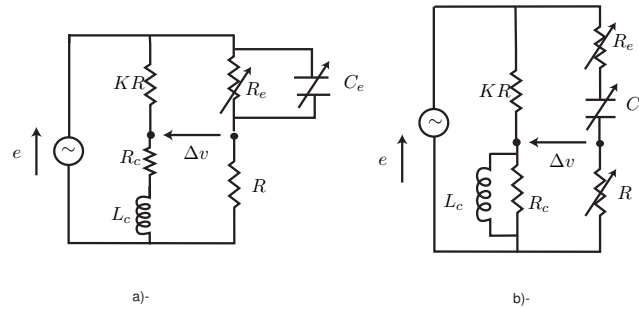 KR
R_e
C_e
e
~
R_c
Δv
R
L_c
a)-
R_e
KR
C
e
~
Δv
L_c
R_c
R
b)-